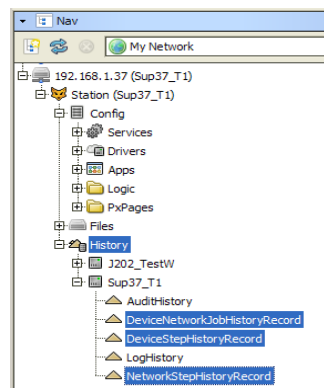 Nav
My Network
192.168.1.37 (Sup37_T1)
Station (Sup37_T1)
Config
Services
Drivers
Apps
Logic
PxPages
Files
History
J202_TestW
Sup37_T1
AuditHistory
DeviceNetworkJobHistoryRecord
DeviceStepHistoryRecord
LogHistory
NetworkStepHistoryRecord